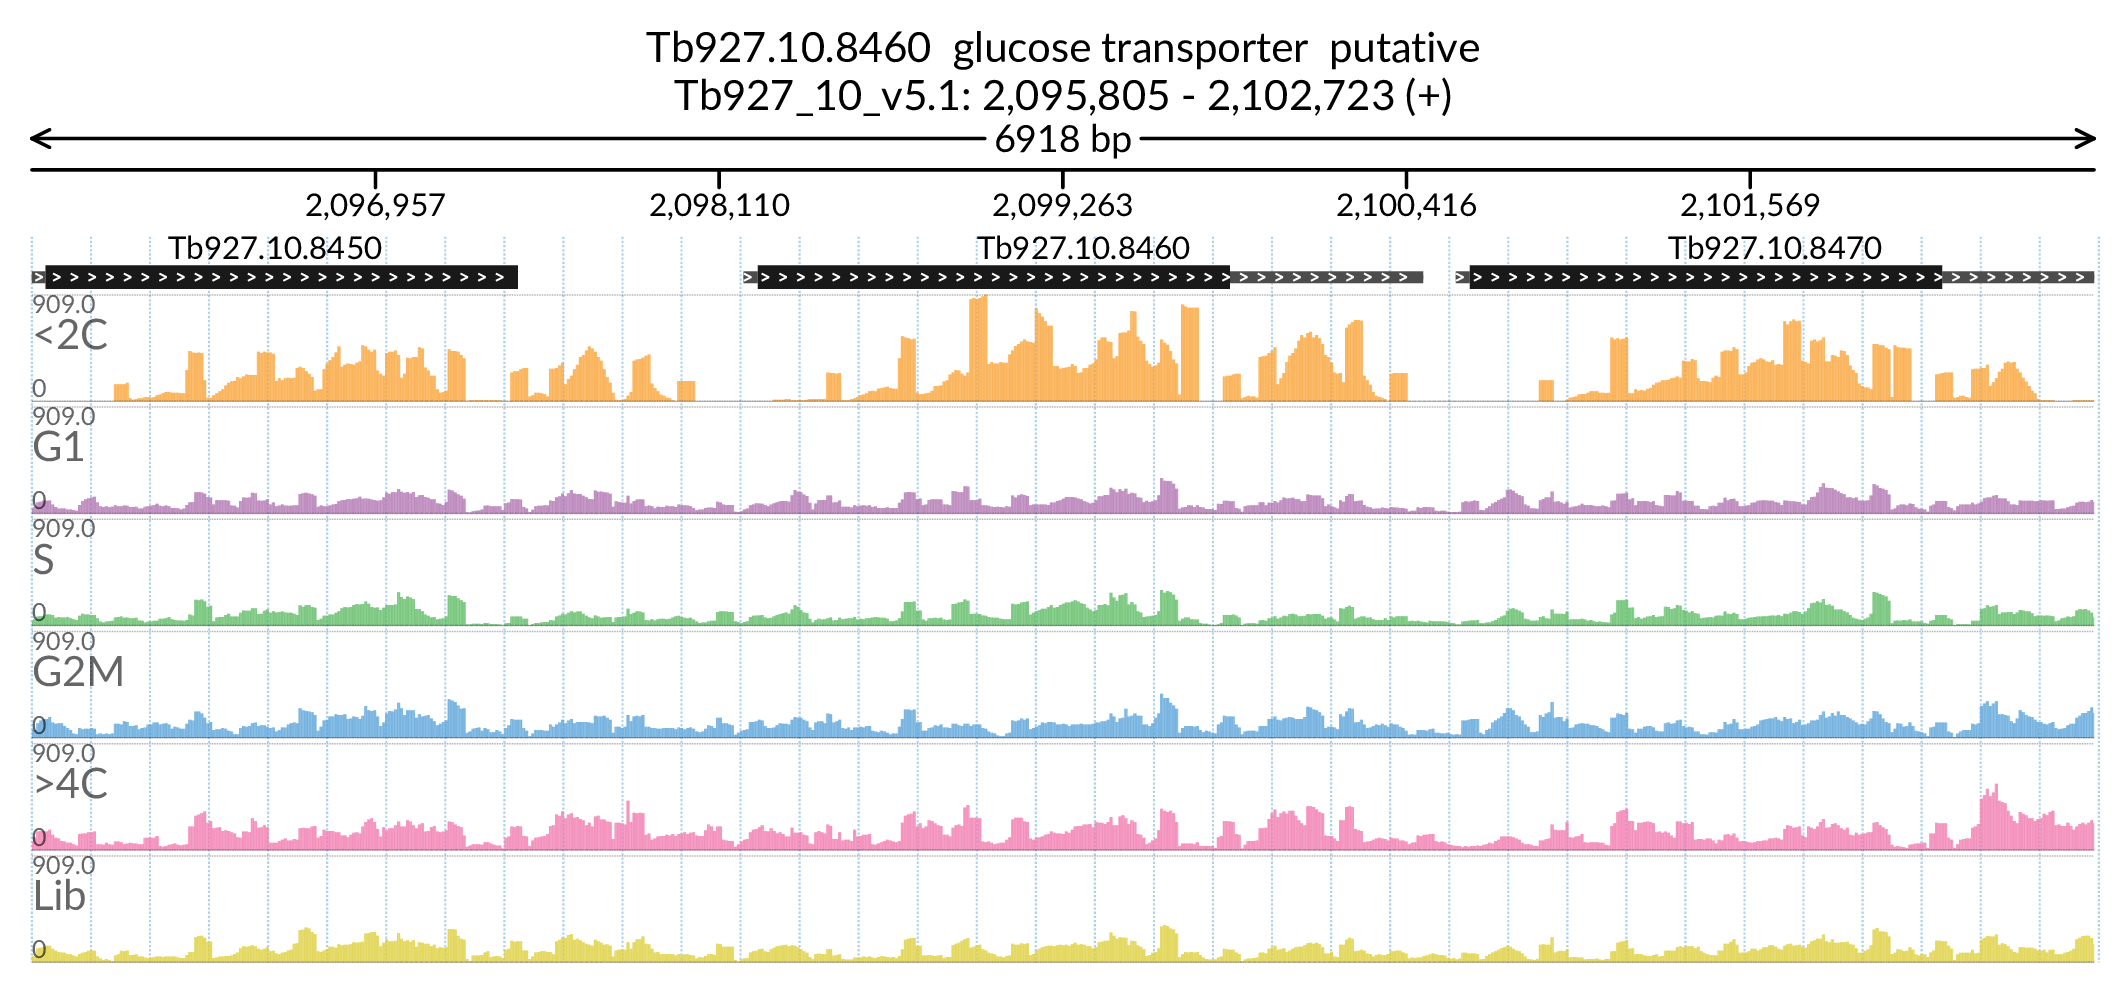 Tb927.10.8460 glucose transporter putative
Tb927_10_v5.1: 2,095,805 - 2,102,723 (+)
6918 bp
2,096,957 2,098,110 2,099,263 2,100,416 2,101,569
Tb927.10.8450 Tb927.10.8460 Tb927.10.8470
909.0
<2C
0
909.0
G1
0
909.0
S
0
909.0
G2M
0
909.0
>4C
0
909.0
Lib
0